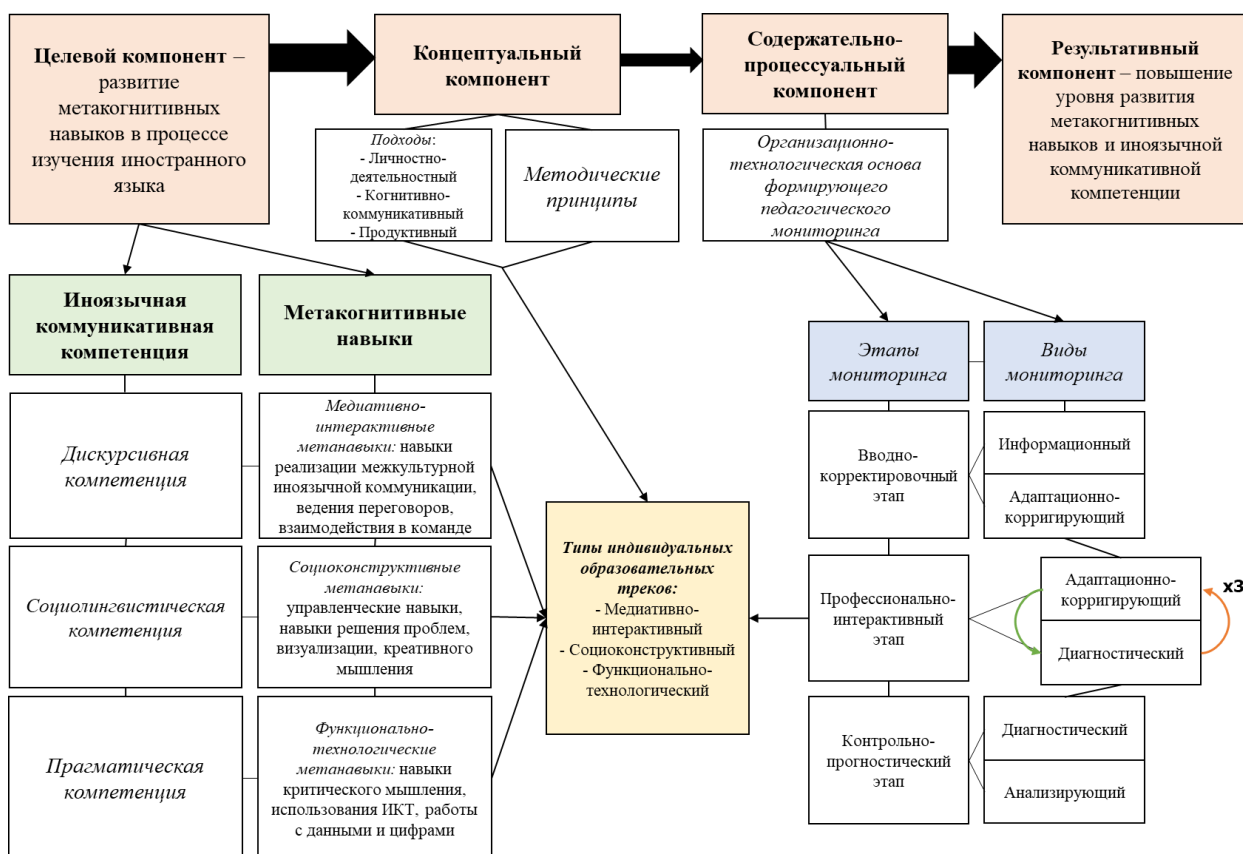 Целевой компонент –
развитие
метакогнитивных
навыков в процессе
изучения иностранного
языка
Концептуальный
компонент
Содержательно-
процессуальный
компонент
Результативный
компонент – повышение
уровня развития
метакогнитивных
навыков и иноязычной
коммуникативной
компетенции
Подходы:
- Личностно-
деятельностный
- Когнитивно-
коммуникативный
- Продуктивный
Методические
принципы
Организационно-
технологическая основа
формирующего
педагогического
мониторинга
Иноязычная
коммуникативная
компетенция
Метакогнитивные
навыки
Этапы
мониторинга
Виды
мониторинга
Дискурсивная
компетенция
Медиативно-
интерактивные
метанавыки: навыки
реализации межкультурной
иноязычной коммуникации,
ведения переговоров,
взаимодействия в команде
Вводно-
корректировочный
этап
Информационный
Адаптационно-
корригирующий
Социолингвистическая
компетенция
Социоконструктивные
метанавыки:
управленческие навыки,
навыки решения проблем,
визуализации, креативного
мышления
Типы индивидуальных
образовательных
треков:
- Медиативно-
интерактивный
- Социоконструктивный
- Функционально-
технологический
Профессионально-
интерактивный
этап
Адаптационно-
корригирующий
x3
Диагностический
Прагматическая
компетенция
Функционально-
технологические
метанавыки: навыки
критического мышления,
использования ИКТ, работы
с данными и цифрами
Контрольно-
прогностический
этап
Диагностический
Анализирующий